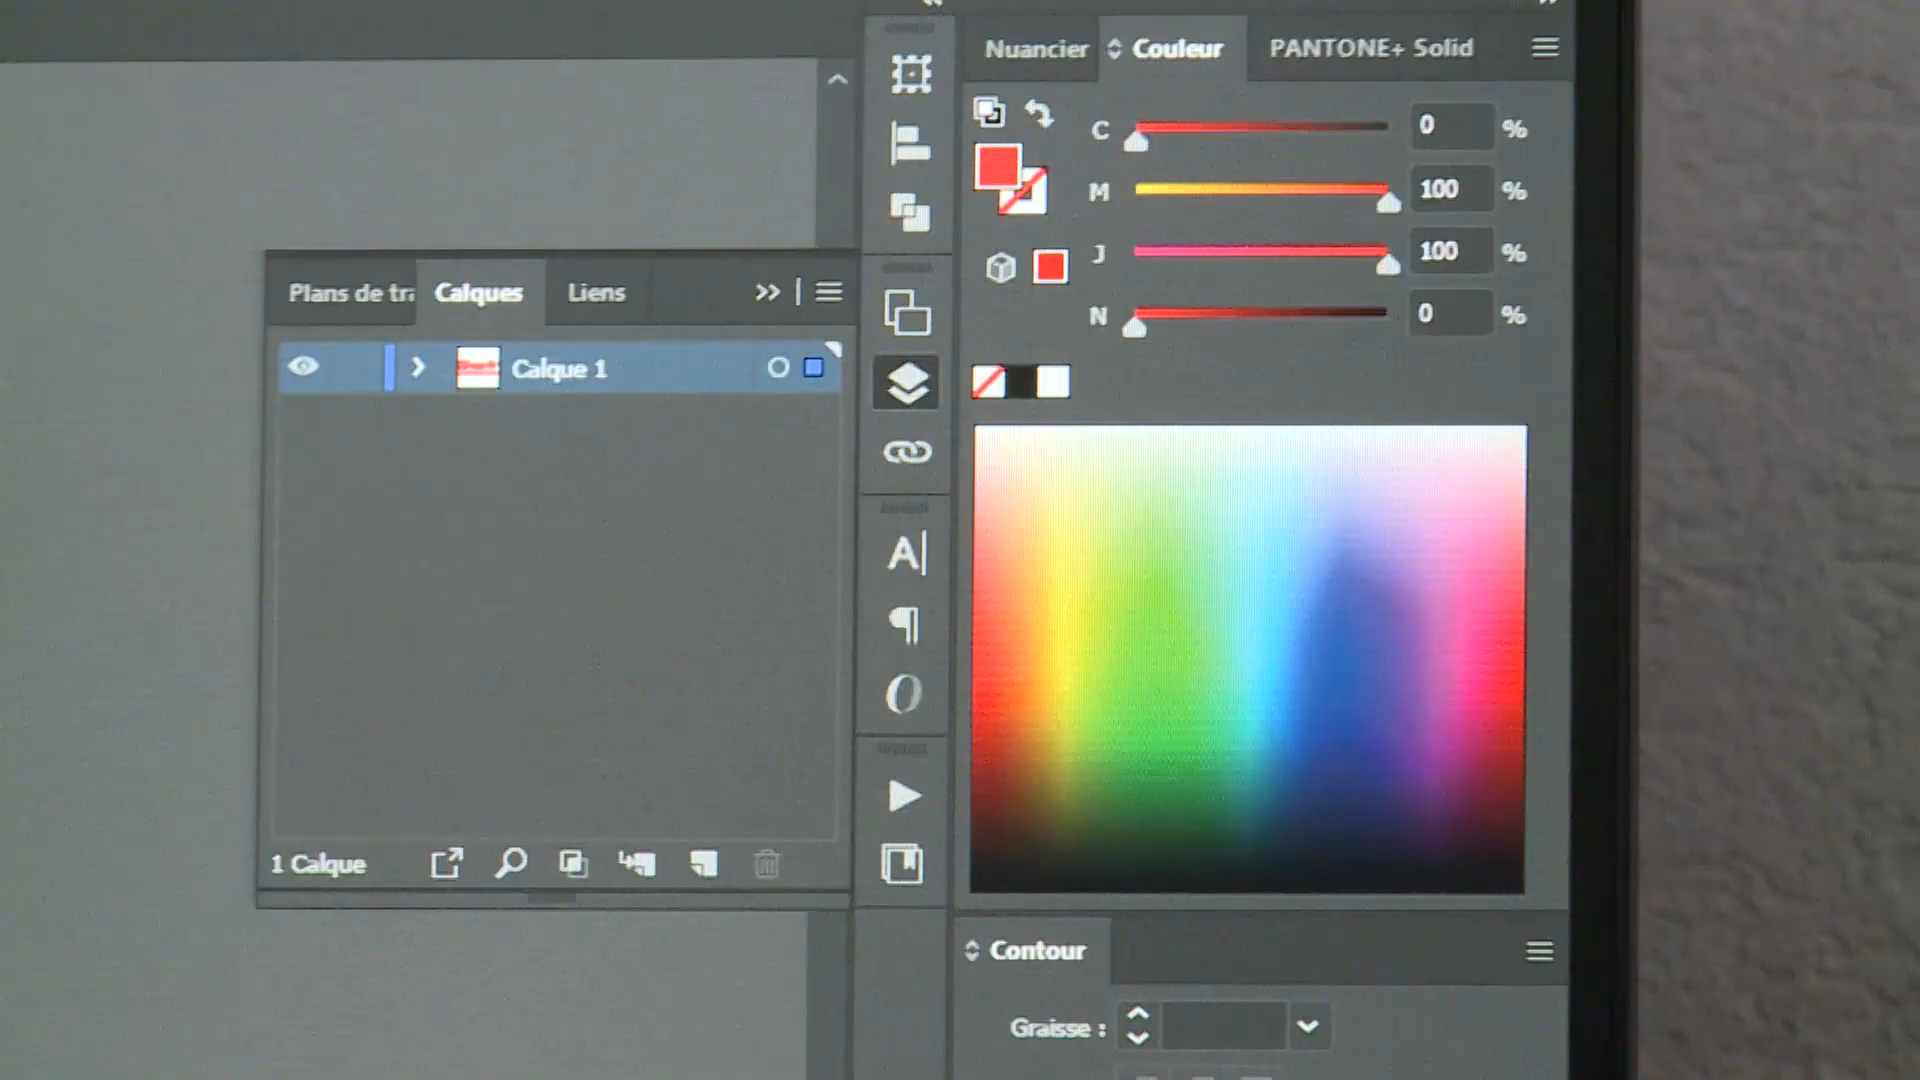 Nuancier Couleur PANTONE+ Solid
C 0 %
M 100 %
J 100 %
N 0 %
Plans de tra Calques Liens
Calque 1
1 Calque
Contour
Graisse :